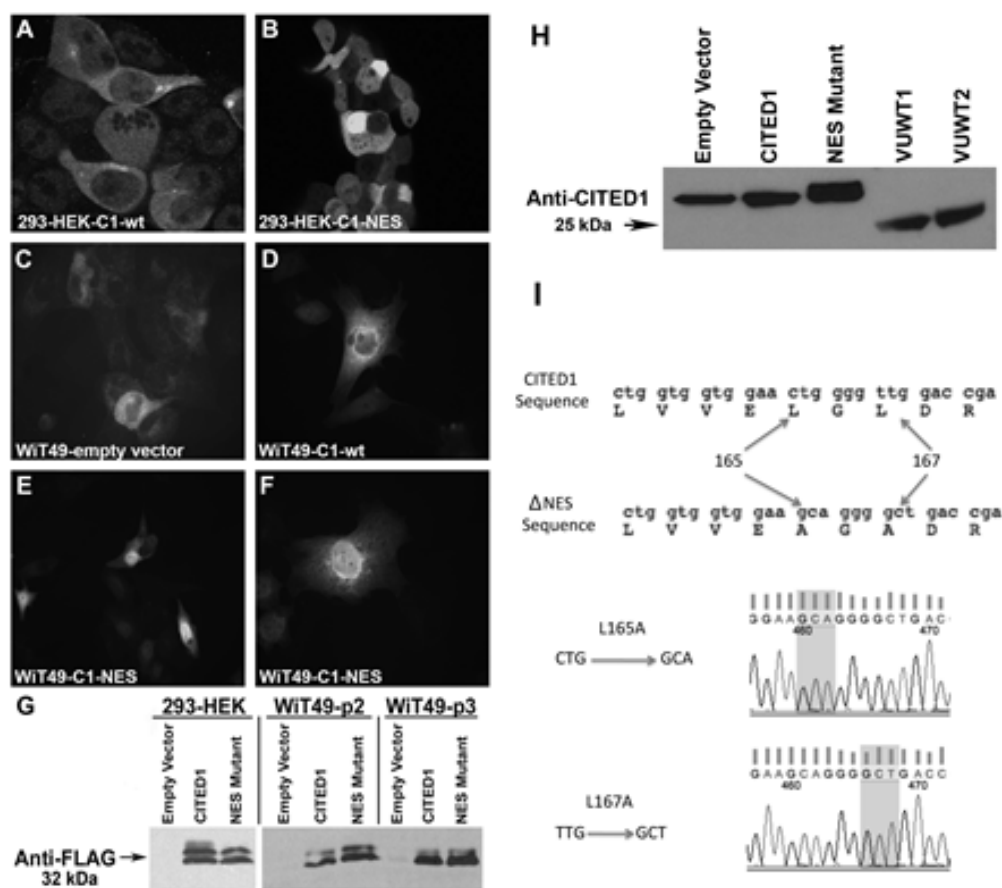 A
293-HEK-C1-wt
B
293-HEK-C1-NES
C
WiT49-empty vector
D
WiT49-C1-wt
E
WiT49-C1-NES
F
WiT49-C1-NES
G
293-HEK WiT49-p2 WiT49-p3
Empty Vector
CITED1
NES Mutant
Empty Vector
CITED1
NES Mutant
Empty Vector
CITED1
NES Mutant
Anti-FLAG
32 kDa
H
Empty Vector
CITED1
NES Mutant
VUWT1
VUWT2
Anti-CITED1
25 kDa
I
CITED1
Sequence
ctg gtg gtg gaa ctg ggg ttg gac cga
L V V E L G L D R
165 167
ΔNES
Sequence
ctg gtg gtg gaa gca ggg gct gac cga
L V V E A G A D R
L165A
CTG GCA
GGAAGCAGGGGCTGAC
460 470
L167A
TTG GCT
GAAGCAGGGGCTGACC
460 470